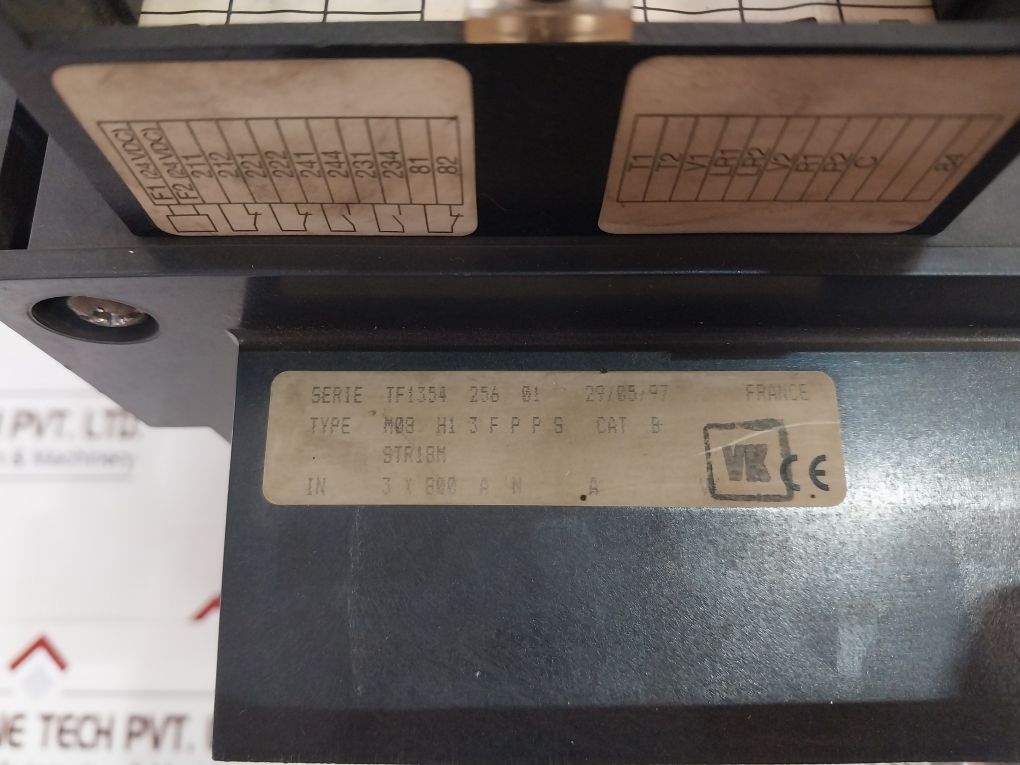 F1 (24VDC)
F2 (24VDC)
211
212
221
222
241
244
231
234
81
82
T1
T2
V1
LR1
LR2
V2
R1
R2
C
84
SERIE TF1354 256 01 29/05/97 FRANCE
TYPE M08 H1 3 F P P S CAT B
STR18M
IN 3 X 800 A N A
VK CE
PVT. LTD
& Machinery
NE TECH PVT.